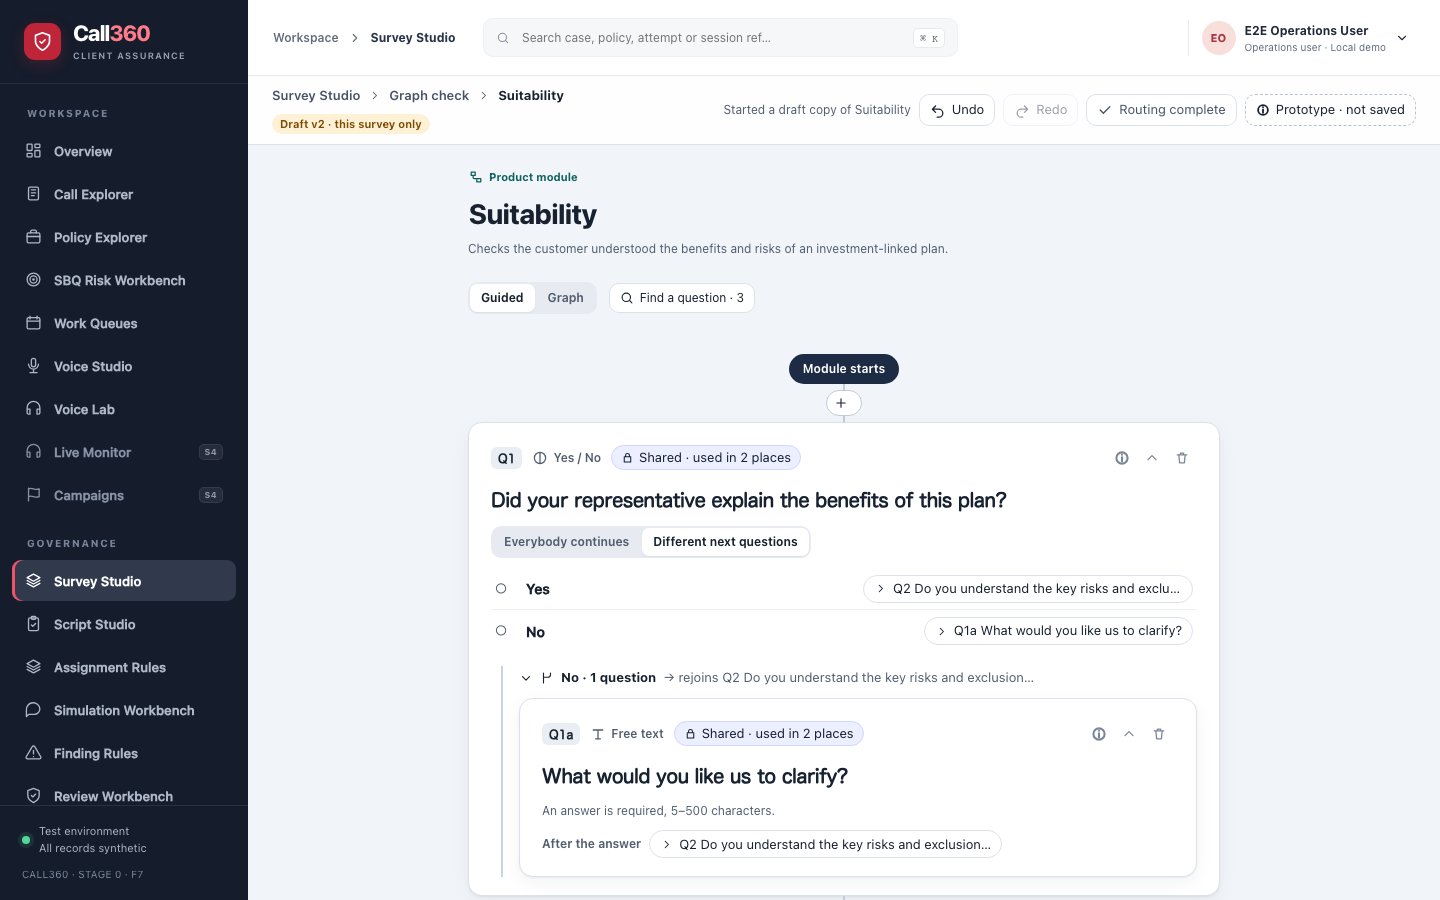 Call360
CLIENT ASSURANCE
Workspace > Survey Studio
Search case, policy, attempt or session ref...
⌘ K
EO
E2E Operations User
Operations user · Local demo
WORKSPACE
Overview
Call Explorer
Policy Explorer
SBQ Risk Workbench
Work Queues
Voice Studio
Voice Lab
Live Monitor S4
Campaigns S4
GOVERNANCE
Survey Studio
Script Studio
Assignment Rules
Simulation Workbench
Finding Rules
Review Workbench
Test environment
All records synthetic
CALL360 · STAGE 0 · F7
Survey Studio > Graph check > Suitability
Draft v2 · this survey only
Started a draft copy of Suitability
Undo
Redo
Routing complete
Prototype · not saved
Product module
Suitability
Checks the customer understood the benefits and risks of an investment-linked plan.
Guided Graph
Find a question · 3
Module starts
Q1 Yes / No Shared · used in 2 places
Did your representative explain the benefits of this plan?
Everybody continues Different next questions
Yes Q2 Do you understand the key risks and exclu...
No Q1a What would you like us to clarify?
No · 1 question → rejoins Q2 Do you understand the key risks and exclusion...
Q1a Free text Shared · used in 2 places
What would you like us to clarify?
An answer is required, 5–500 characters.
After the answer Q2 Do you understand the key risks and exclusion...